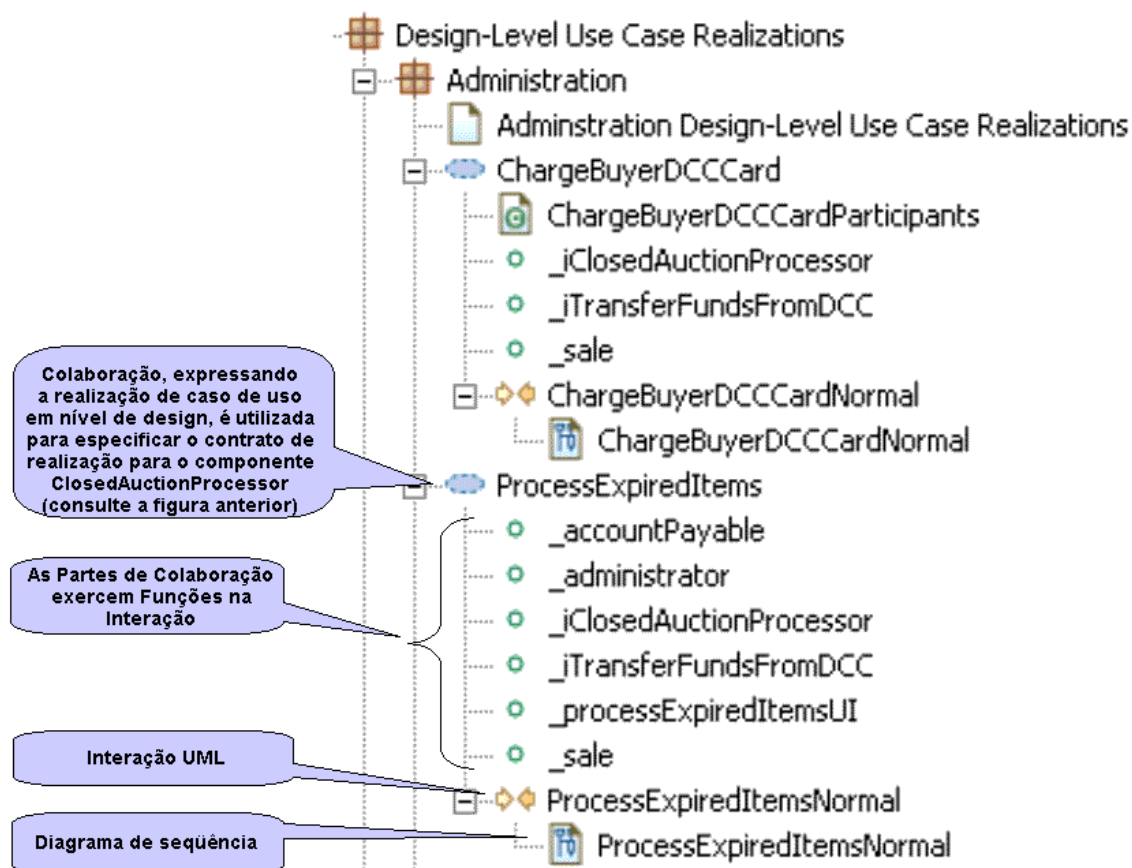 Design-Level Use Case Realizations
Administration
Adminstration Design-Level Use Case Realizations
ChargeBuyerDCCCard
ChargeBuyerDCCCardParticipants
_iClosedAuctionProcessor
_iTransferFundsFromDCC
_sale
ChargeBuyerDCCCardNormal
ChargeBuyerDCCCardNormal
Colaboração, expressando
a realização de caso de uso
em nível de design, é utilizada
para especificar o contrato de
realização para o componente
ClosedAuctionProcessor
(consulte a figura anterior)
ProcessExpiredItems
_accountPayable
_administrator
_iClosedAuctionProcessor
_iTransferFundsFromDCC
_processExpiredItemsUI
_sale
As Partes de Colaboração
exercem Funções na
Interação
Interação UML
ProcessExpiredItemsNormal
Diagrama de seqüência
ProcessExpiredItemsNormal